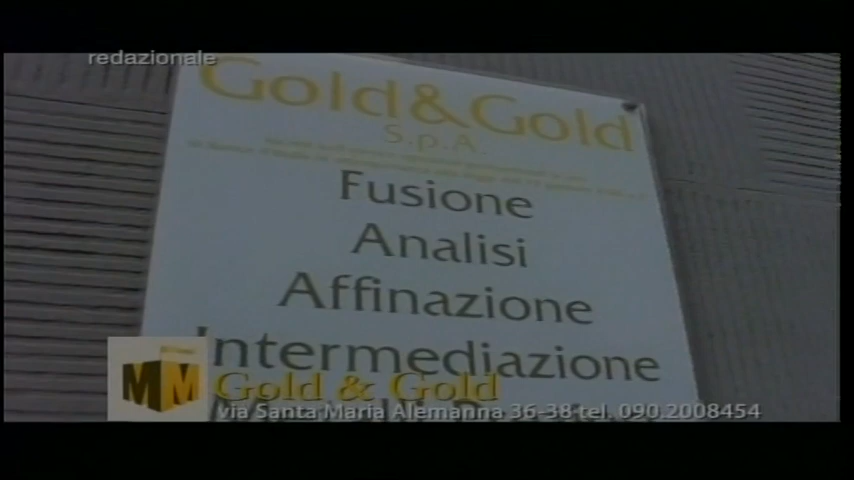 redazionale
Gold&Gold
S.p.A.
Fusione
Analisi
Affinazione
Intermediazione
MM
Gold & Gold
via Santa Maria Alemanna 36-38 tel. 090.2008454